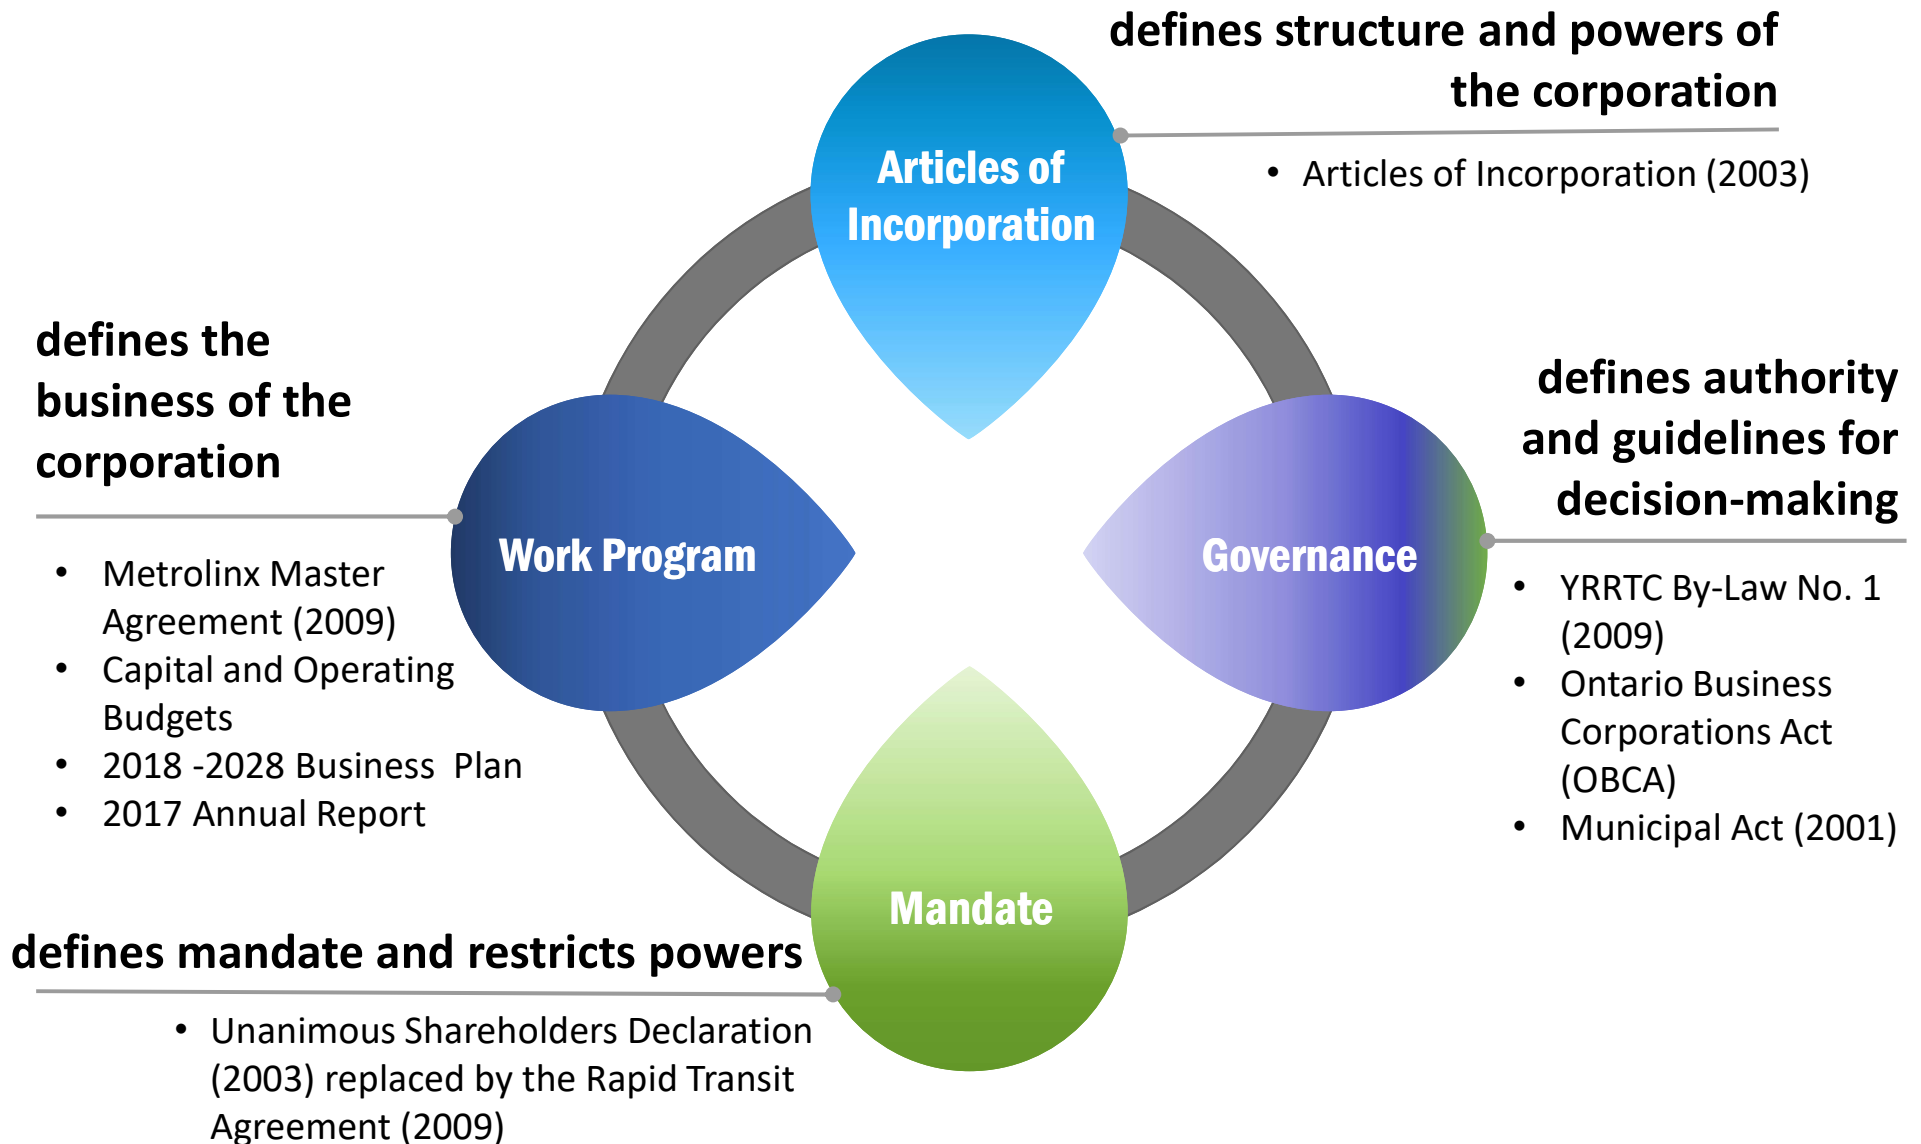 defines structure and powers of
the corporation
• Articles of Incorporation (2003)
Articles of
Incorporation
defines the
business of the
corporation
• Metrolinx Master
Agreement (2009)
• Capital and Operating
Budgets
• 2018 -2028 Business  Plan
• 2017 Annual Report
Work Program
Governance
defines authority
and guidelines for
decision-making
• YRRTC By-Law No. 1
(2009)
• Ontario Business
Corporations Act
(OBCA)
• Municipal Act (2001)
Mandate
defines mandate and restricts powers
• Unanimous Shareholders Declaration
(2003) replaced by the Rapid Transit
Agreement (2009)